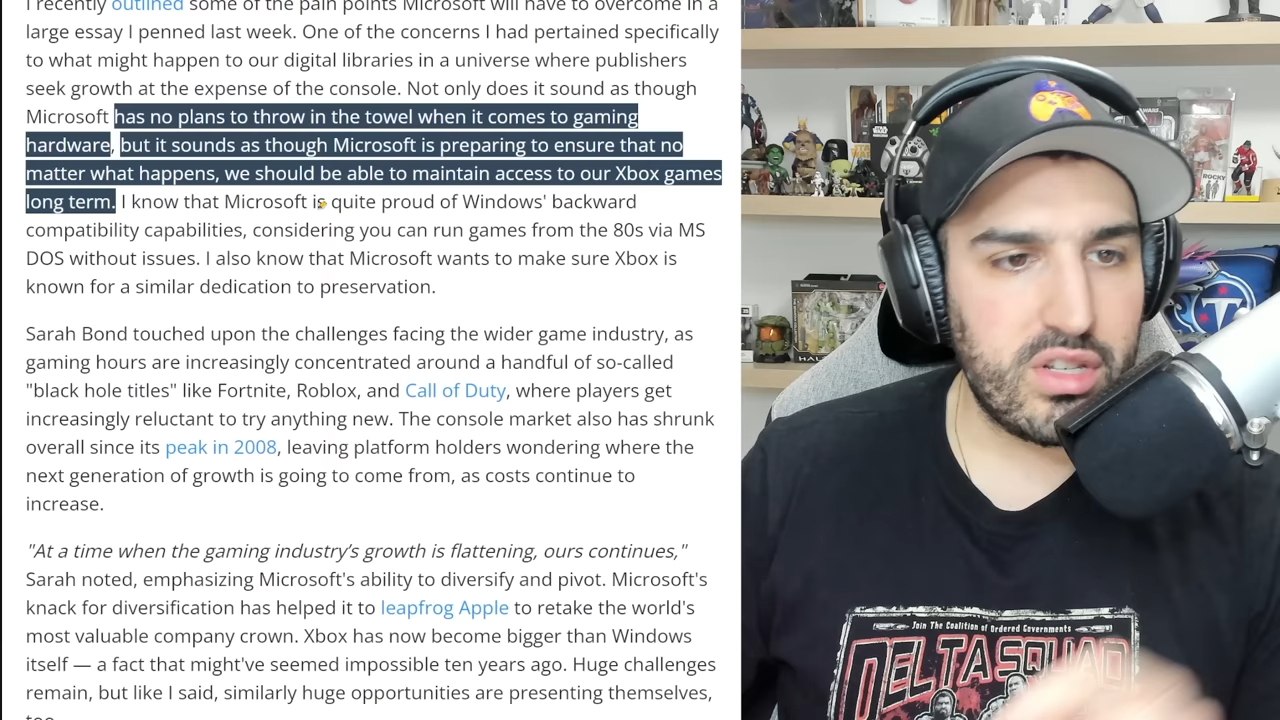 I recently outlined some of the pain points Microsoft will have to overcome in a
large essay I penned last week. One of the concerns I had pertained specifically
to what might happen to our digital libraries in a universe where publishers
seek growth at the expense of the console. Not only does it sound as though
Microsoft has no plans to throw in the towel when it comes to gaming
hardware, but it sounds as though Microsoft is preparing to ensure that no
matter what happens, we should be able to maintain access to our Xbox games
long term. I know that Microsoft is quite proud of Windows' backward
compatibility capabilities, considering you can run games from the 80s via MS
DOS without issues. I also know that Microsoft wants to make sure Xbox is
known for a similar dedication to preservation.
Sarah Bond touched upon the challenges facing the wider game industry, as
gaming hours are increasingly concentrated around a handful of so-called
"black hole titles" like Fortnite, Roblox, and Call of Duty, where players get
increasingly reluctant to try anything new. The console market also has shrunk
overall since its peak in 2008, leaving platform holders wondering where the
next generation of growth is going to come from, as costs continue to
increase.
"At a time when the gaming industry's growth is flattening, ours continues,"
Sarah noted, emphasizing Microsoft's ability to diversify and pivot. Microsoft's
knack for diversification has helped it to leapfrog Apple to retake the world's
most valuable company crown. Xbox has now become bigger than Windows
itself — a fact that might've seemed impossible ten years ago. Huge challenges
remain, but like I said, similarly huge opportunities are presenting themselves,
too.
STAR WARS
ROCKY
HALO
Join The Coalition of Ordered Governments
DELTA SQUAD